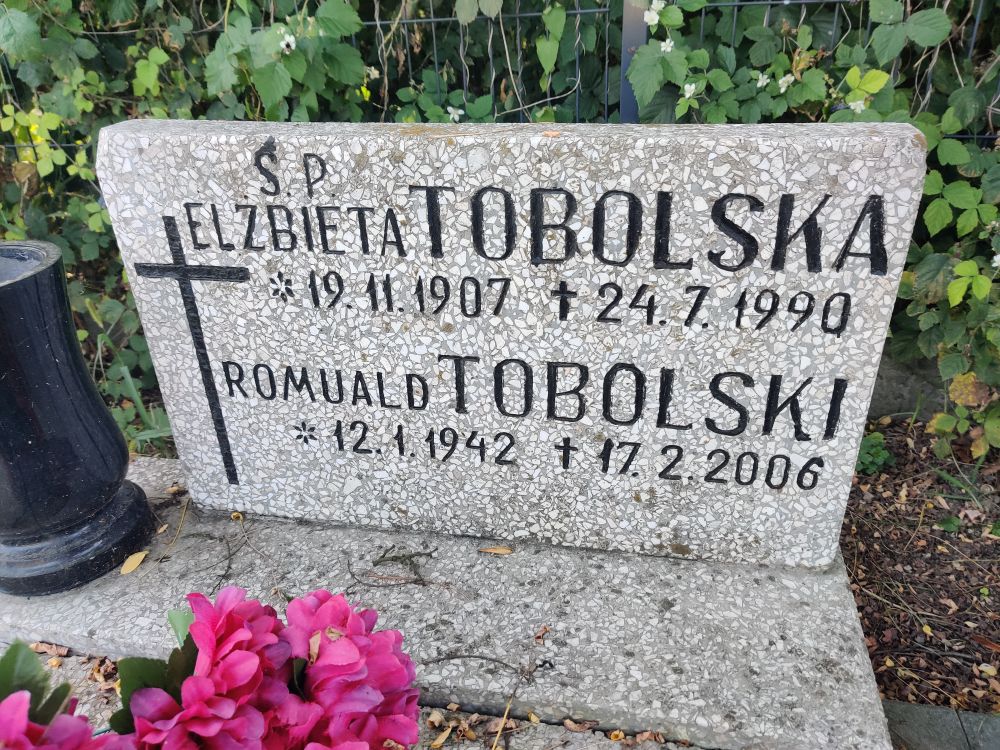 Ś.P.
ELZBIETA TOBOLSKA
* 19.11.1907 † 24.7.1990
ROMUALD TOBOLSKI
* 12.1.1942 † 17.2.2006